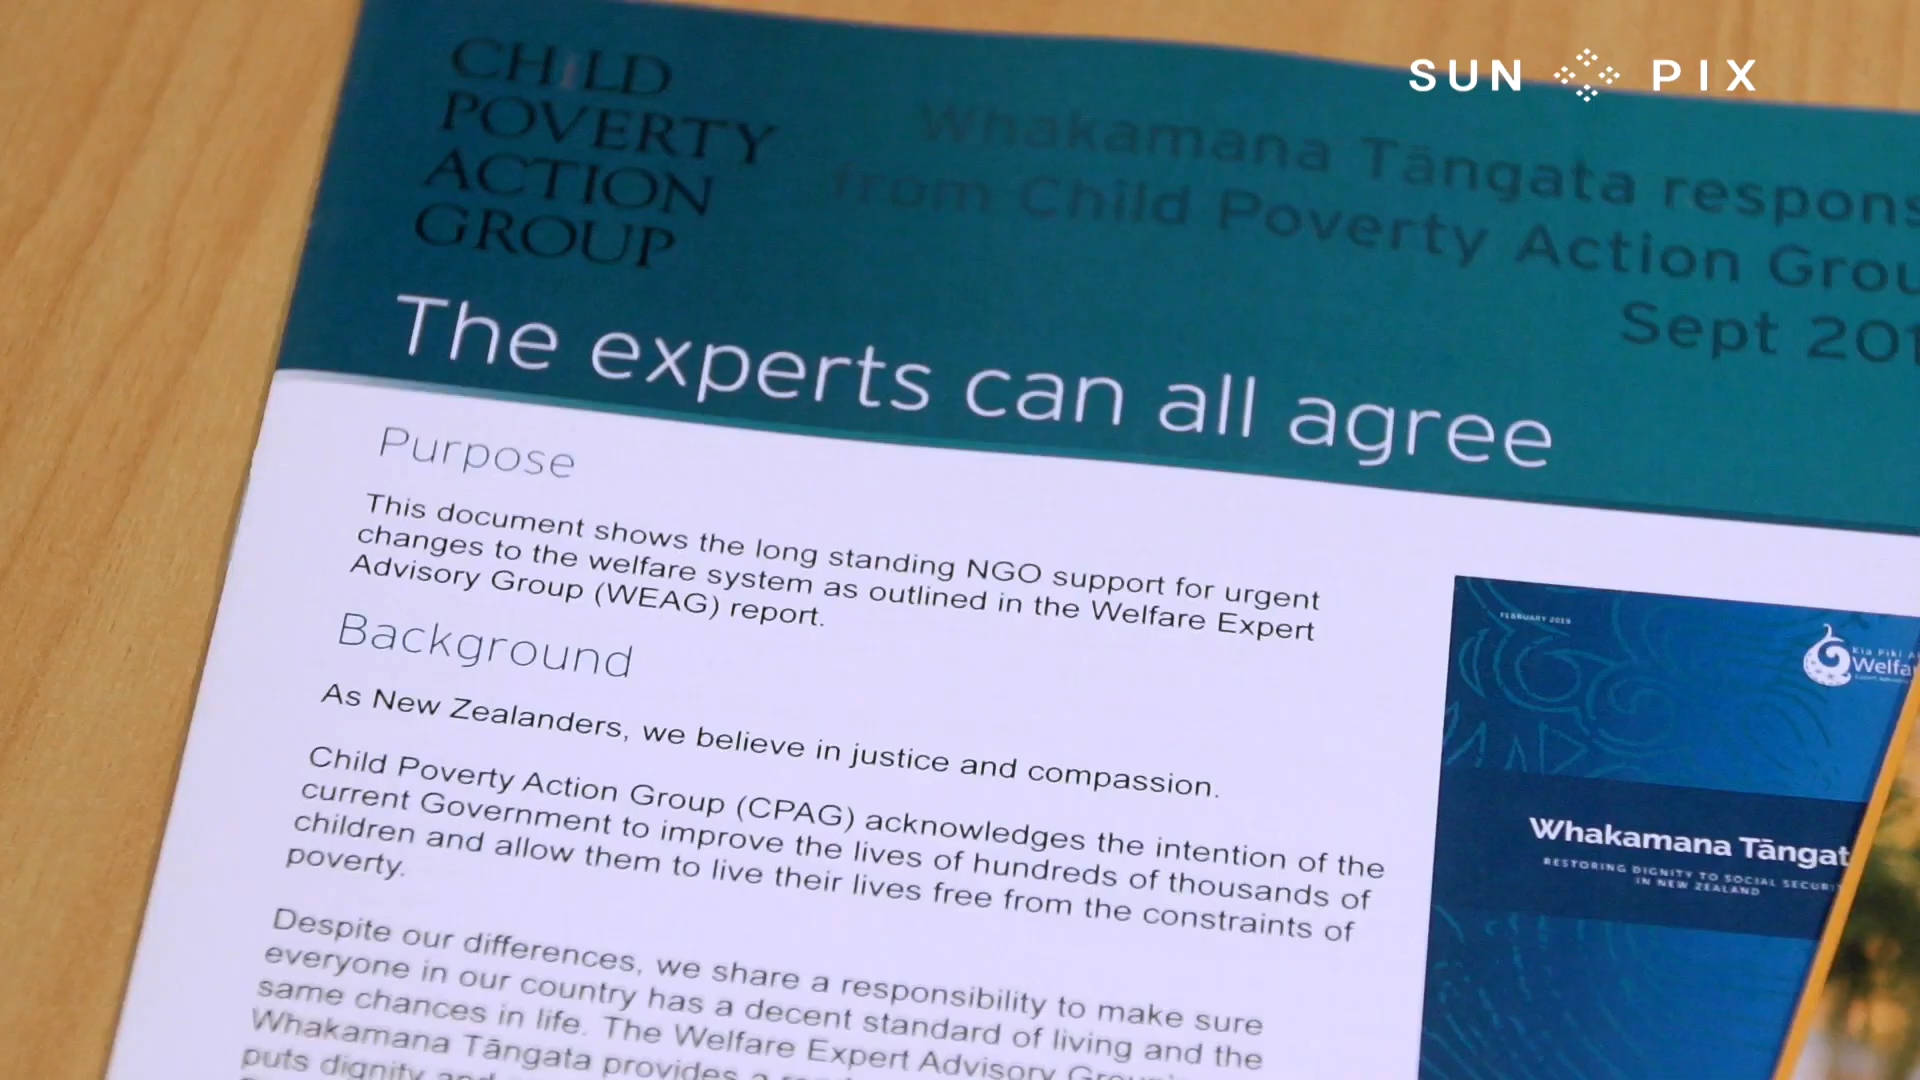 SUN PIX
CHILD
POVERTY
ACTION
GROUP
Whakamana Tāngata respons
from Child Poverty Action Grou
Sept 201
The experts can all agree
Purpose
This document shows the long standing NGO support for urgent
changes to the welfare system as outlined in the Welfare Expert
Advisory Group (WEAG) report.
Background
As New Zealanders, we believe in justice and compassion.
Child Poverty Action Group (CPAG) acknowledges the intention of the
current Government to improve the lives of hundreds of thousands of
children and allow them to live their lives free from the constraints of
poverty.
Despite our differences, we share a responsibility to make sure
everyone in our country has a decent standard of living and the
same chances in life. The Welfare Expert Advisory
Whakamana Tāngata provides a
puts dignity and
FEBRUARY 2019
Kia Piki
Welfa
Whakamana Tāngat
RESTORING DIGNITY TO SOCIAL SECURI
IN NEW ZEALAND